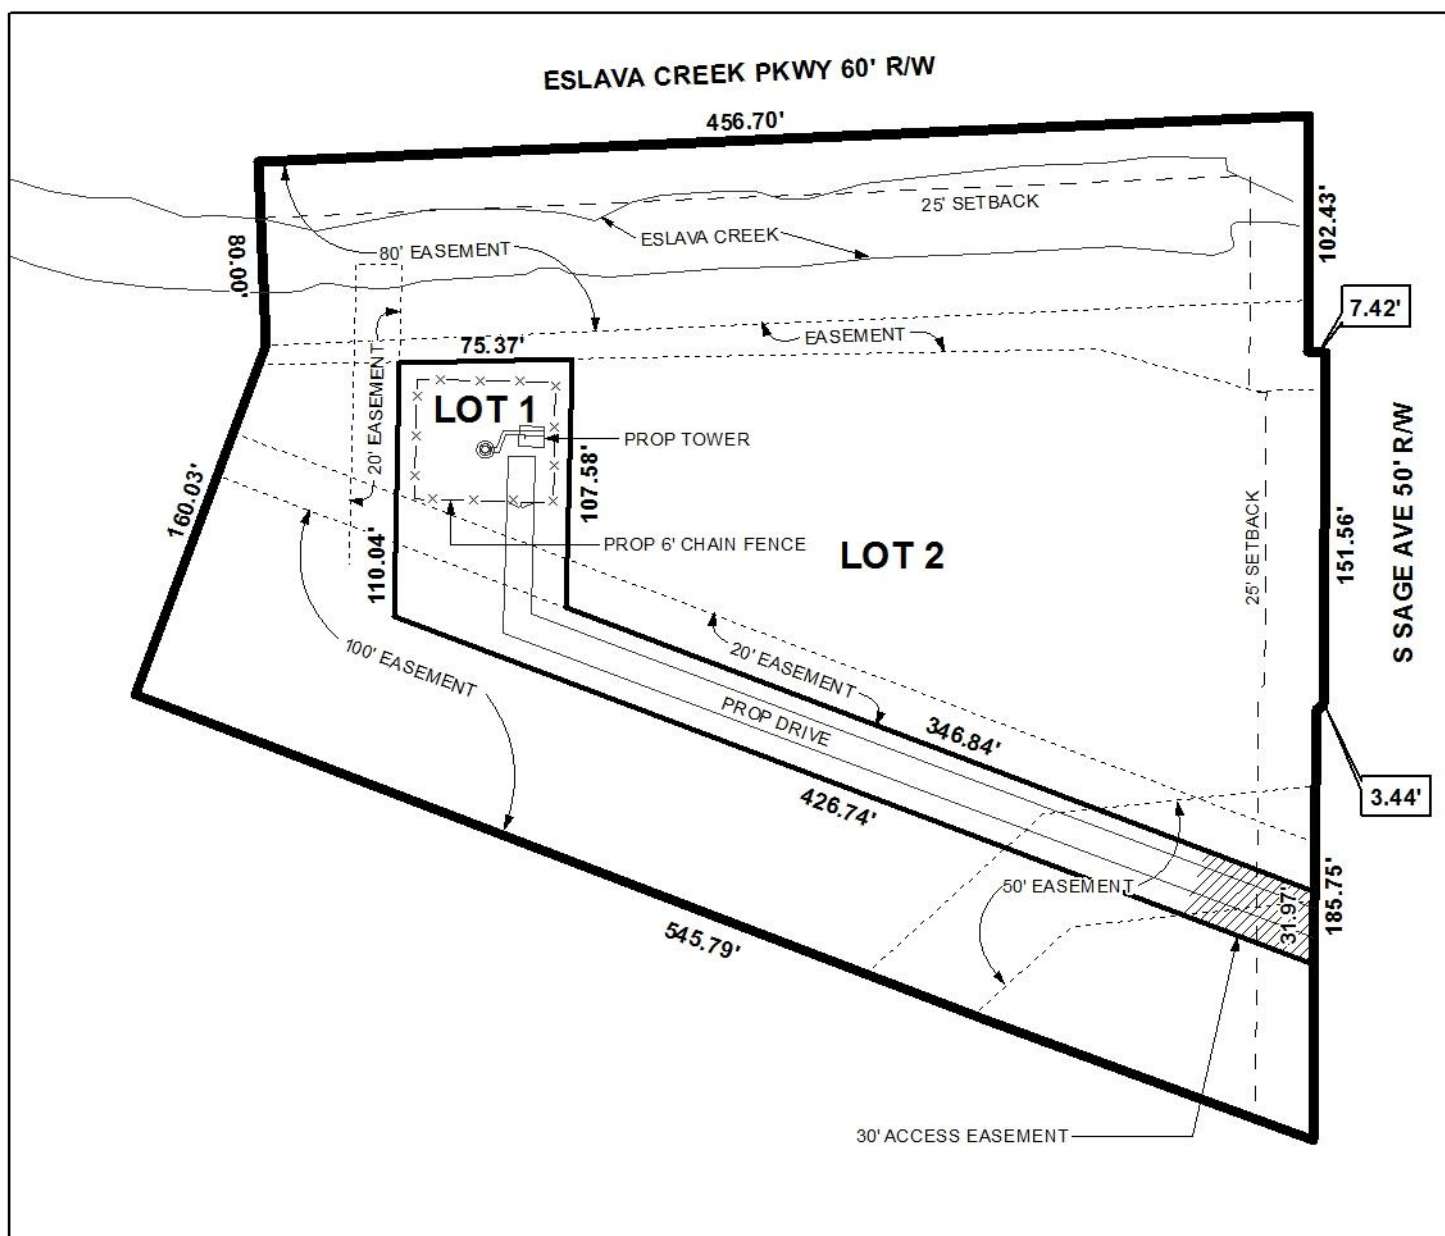 ESLAVA CREEK PKWY 60' R/W
456.70'
25' SETBACK
102.43'
ESLAVA CREEK
80' EASEMENT
80.00'
7.42'
EASEMENT
75.37'
20' EASEMENT
LOT 1
PROP TOWER
107.58'
160.03'
S SAGE AVE 50' R/W
151.56'
25' SETBACK
PROP 6' CHAIN FENCE
LOT 2
110.04'
100' EASEMENT
20' EASEMENT
PROP DRIVE
346.84'
426.74'
3.44'
50' EASEMENT
31.97'
185.75'
545.79'
30' ACCESS EASEMENT